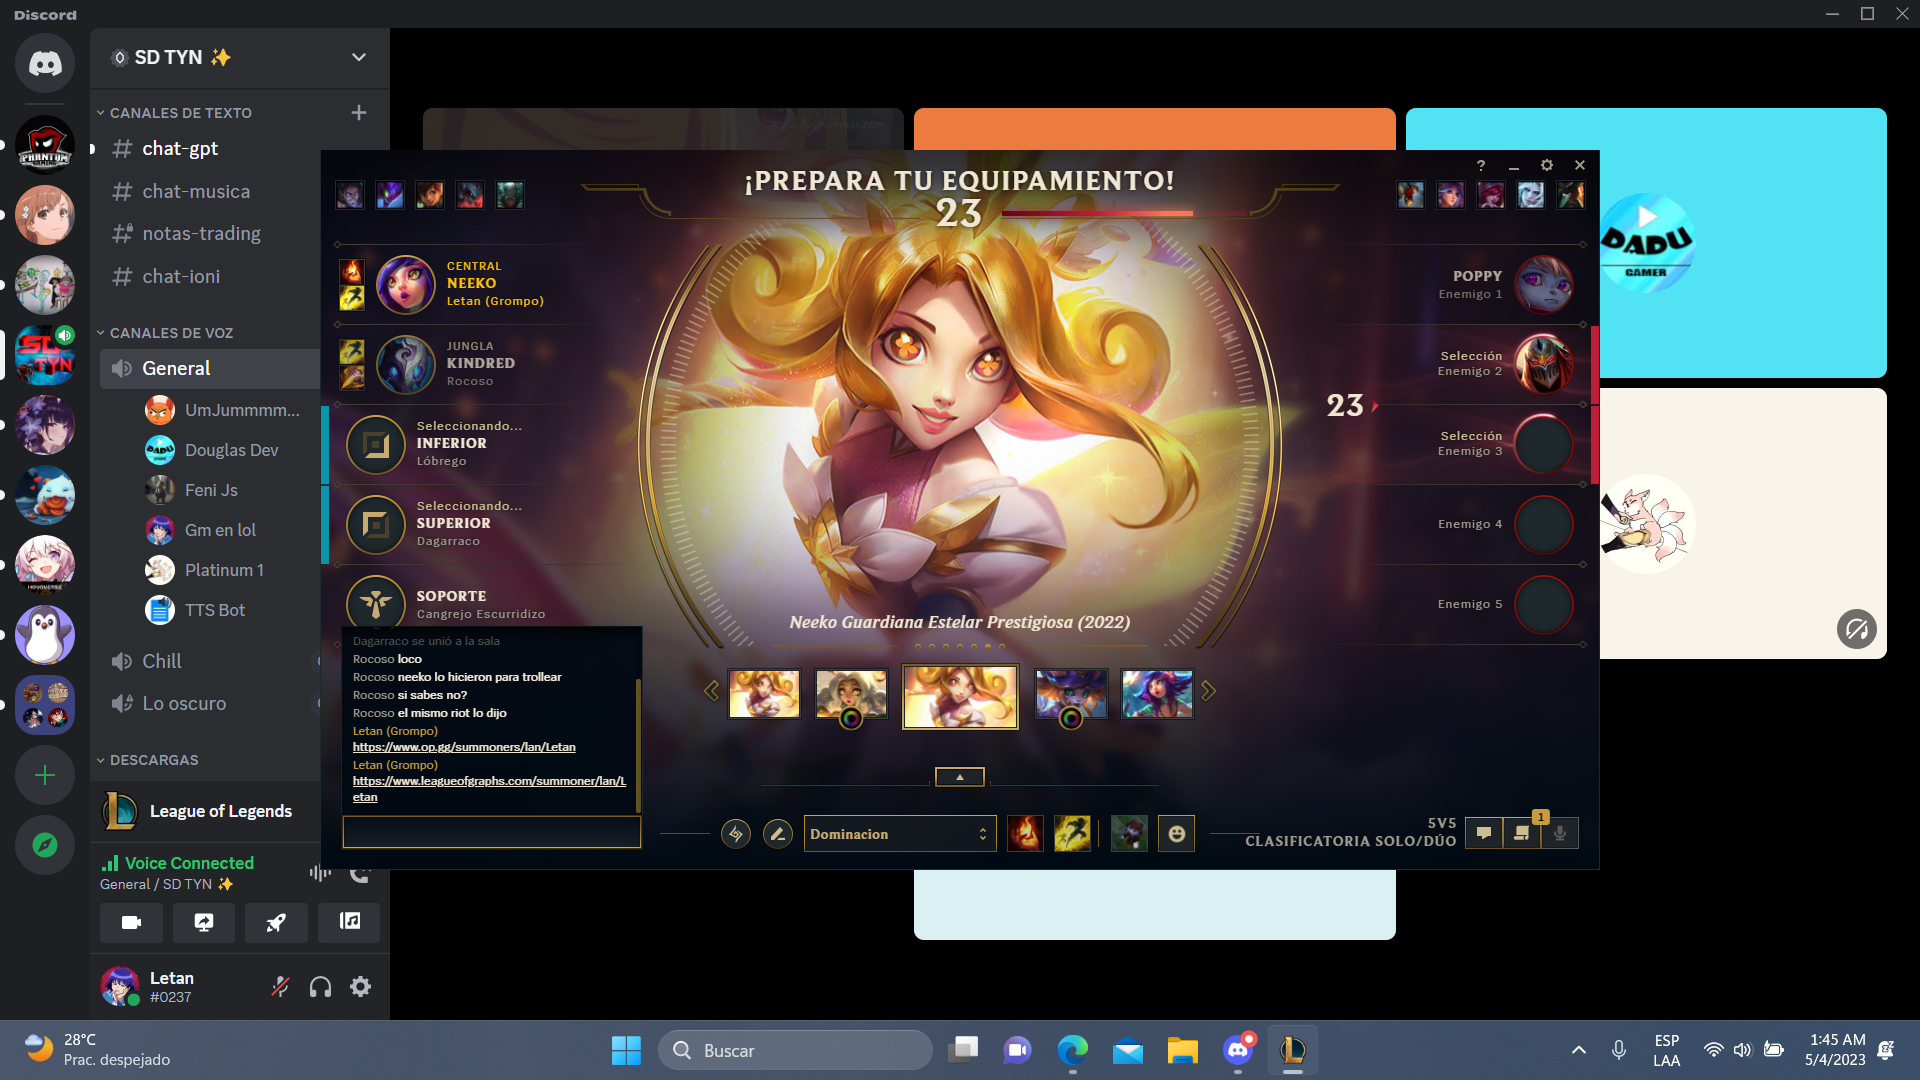 Discord
SD TYN ✨
CANALES DE TEXTO
chat-gpt
chat-musica
notas-trading
chat-ioni
CANALES DE VOZ
General
UmJummmm...
Douglas Dev
Feni Js
Gm en lol
Platinum 1
TTS Bot
Chill
Lo oscuro
DESCARGAS
League of Legends
Voice Connected
General / SD TYN ✨
Letan
#0237
PHANTOM
HOYOVERSE
TYN
¡PREPARA TU EQUIPAMIENTO!
23
CENTRAL
NEEKO
Letan (Grompo)
JUNGLA
KINDRED
Rocoso
Seleccionando...
INFERIOR
Lóbrego
Seleccionando...
SUPERIOR
Dagarraco
SOPORTE
Cangrejo Escurridizo
Dagarraco se unió a la sala
Rocoso loco
Rocoso neeko lo hicieron para trollear
Rocoso si sabes no?
Rocoso el mismo riot lo dijo
Letan (Grompo)
https://www.op.gg/summoners/lan/Letan
Letan (Grompo)
https://www.leagueofgraphs.com/summoner/lan/L
etan
Neeko Guardiana Estelar Prestigiosa (2022)
Dominacion
POPPY
Enemigo 1
Selección
Enemigo 2
23
Selección
Enemigo 3
Enemigo 4
Enemigo 5
5V5
CLASIFICATORIA SOLO/DÚO
1
DADU
GAMER
28°C
Prac. despejado
Buscar
ESP
LAA
1:45 AM
5/4/2023